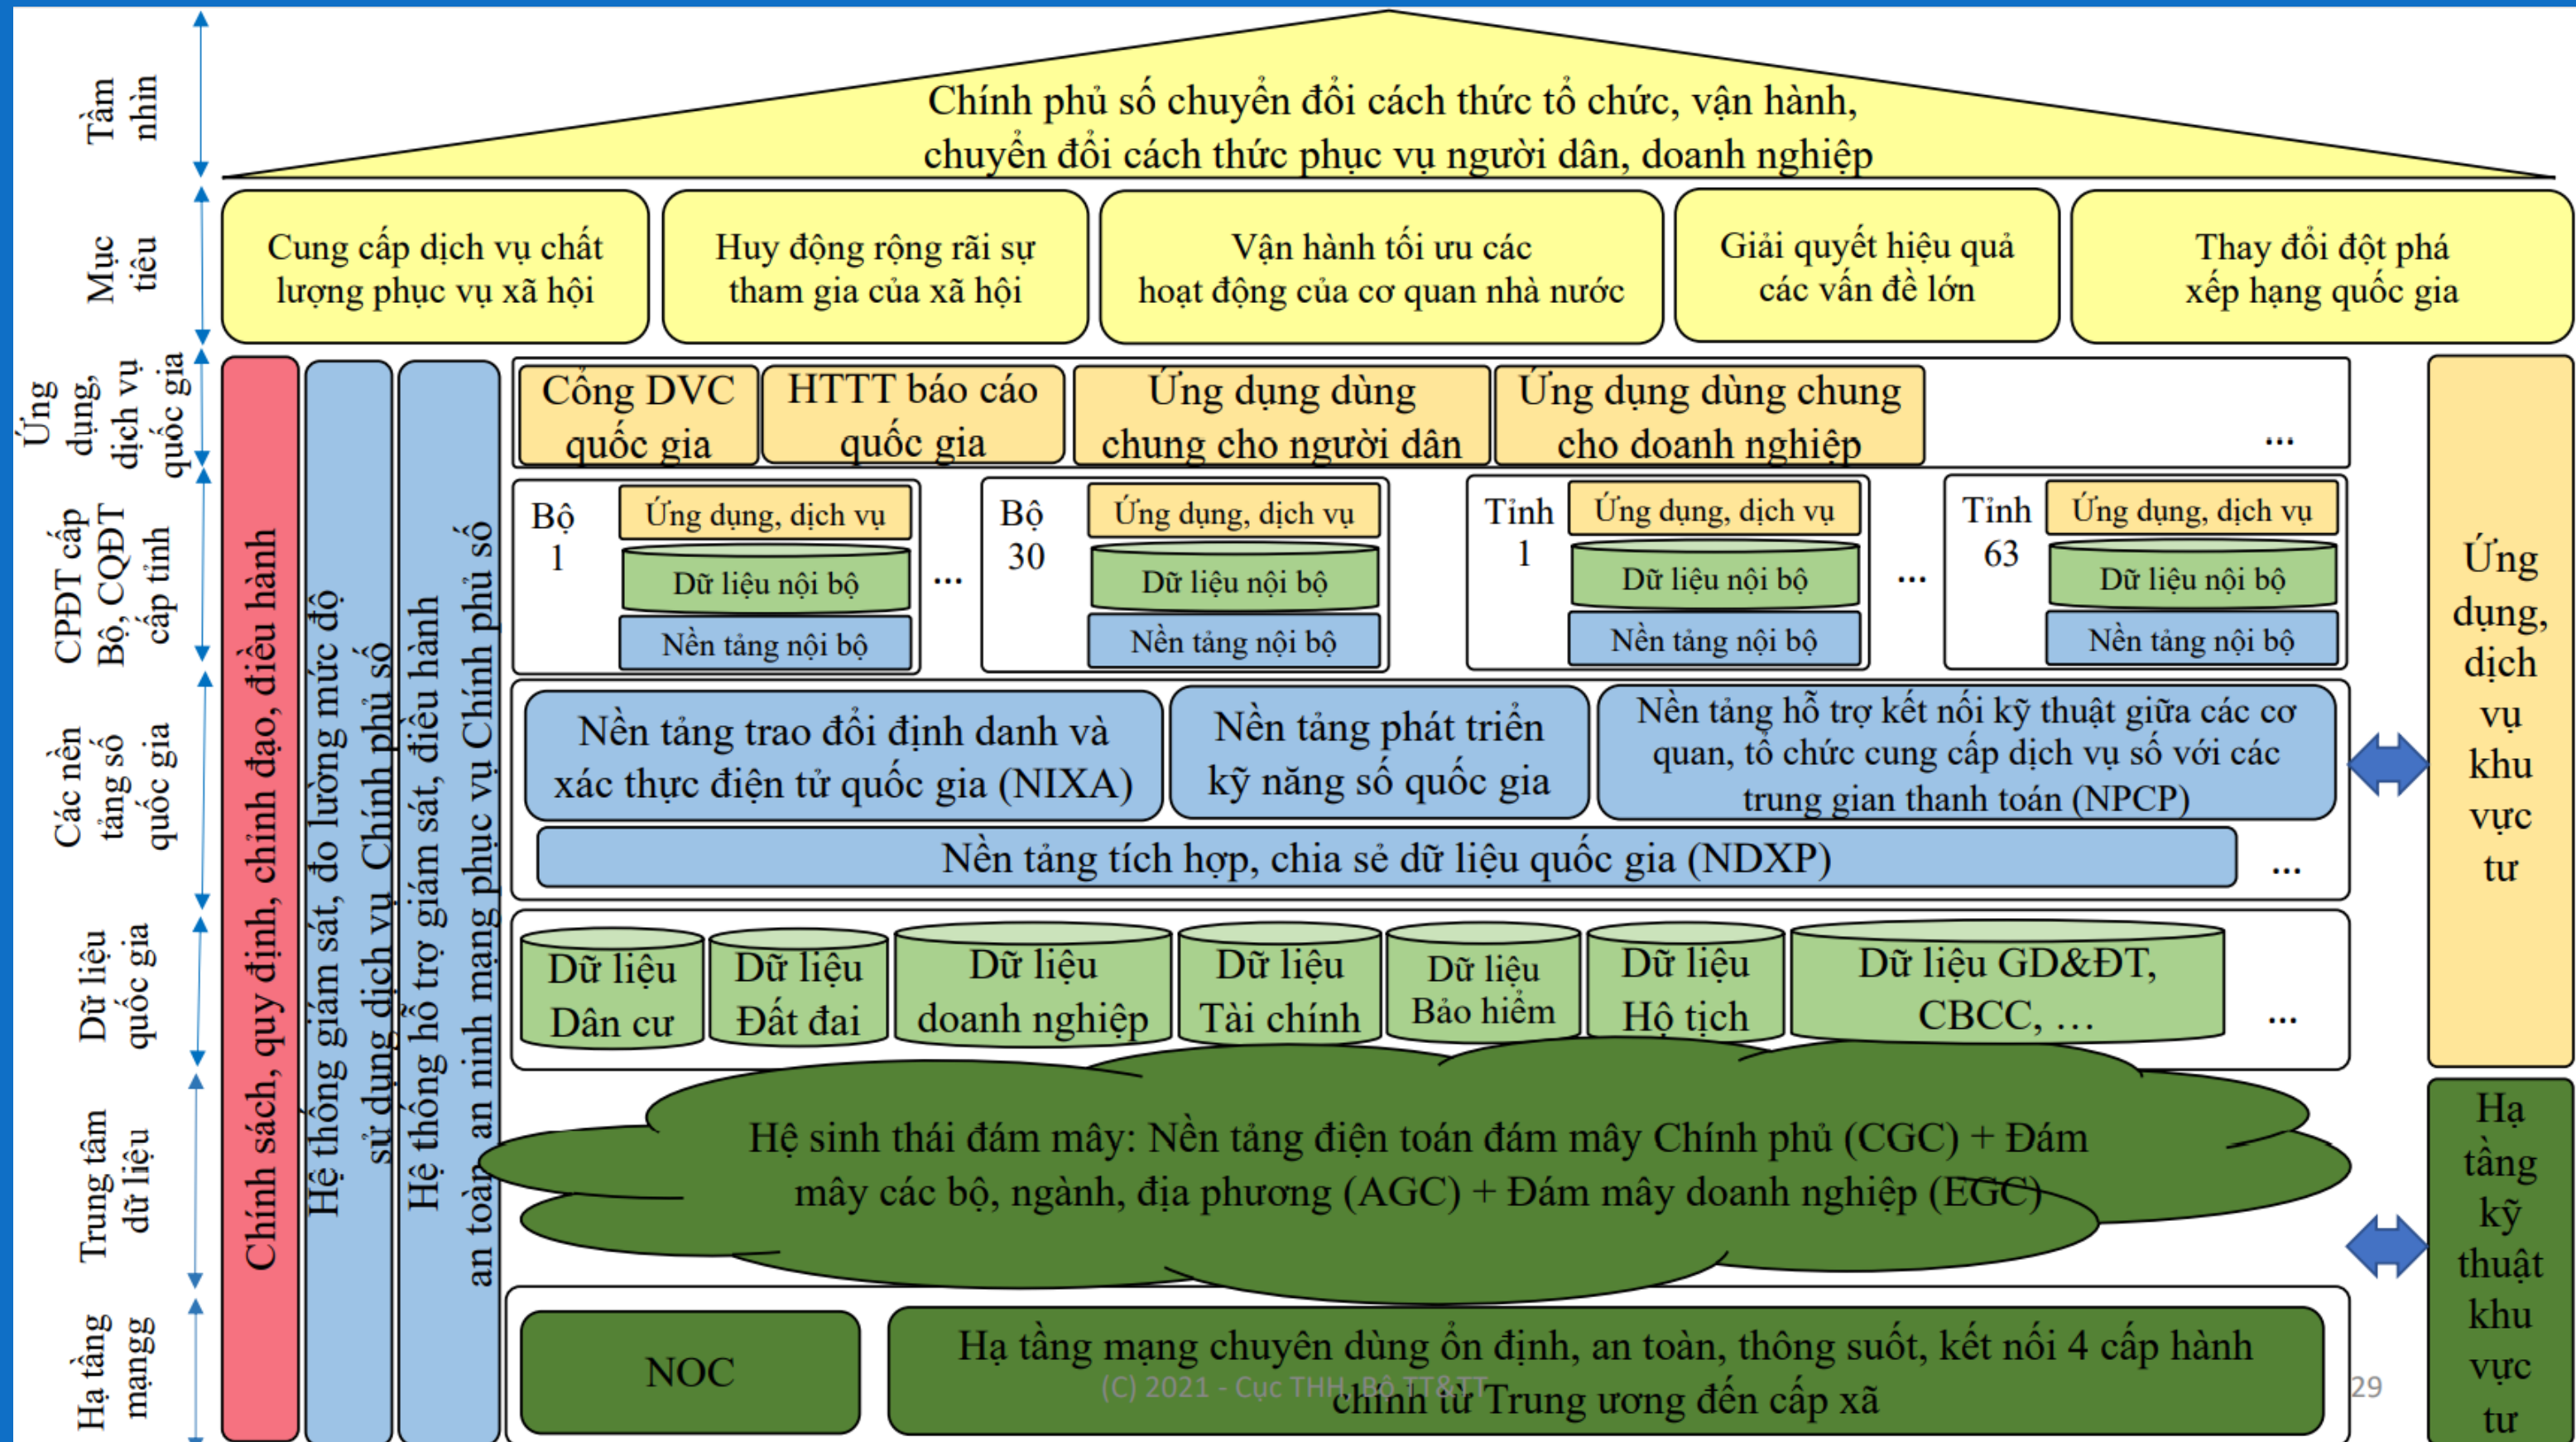 Tầm
nhìn
Chính phủ số chuyển đổi cách thức tổ chức, vận hành,
chuyển đổi cách thức phục vụ người dân, doanh nghiệp
Mục
tiêu
Cung cấp dịch vụ chất
lượng phục vụ xã hội
Huy động rộng rãi sự
tham gia của xã hội
Vận hành tối ưu các
hoạt động của cơ quan nhà nước
Giải quyết hiệu quả
các vấn đề lớn
Thay đổi đột phá
xếp hạng quốc gia
Chính sách, quy định, chỉnh đạo, điều hành
Hệ thống giám sát, đo lường mức độ
sử dụng dịch vụ Chính phủ số
Hệ thống hỗ trợ giám sát, điều hành
an toàn, an ninh mạng phục vụ Chính phủ số
Ứng
dụng,
dịch vụ
quốc gia
Cổng DVC
quốc gia
HTTT báo cáo
quốc gia
Ứng dụng dùng
chung cho người dân
Ứng dụng dùng chung
cho doanh nghiệp
...
CPĐT cấp
Bộ, CQĐT
cấp tỉnh
Bộ
1
Ứng dụng, dịch vụ
Dữ liệu nội bộ
Nền tảng nội bộ
...
Bộ
30
Ứng dụng, dịch vụ
Dữ liệu nội bộ
Nền tảng nội bộ
Tỉnh
1
Ứng dụng, dịch vụ
Dữ liệu nội bộ
Nền tảng nội bộ
...
Tỉnh
63
Ứng dụng, dịch vụ
Dữ liệu nội bộ
Nền tảng nội bộ
Các nền
tảng số
quốc gia
Nền tảng trao đổi định danh và
xác thực điện tử quốc gia (NIXA)
Nền tảng phát triển
kỹ năng số quốc gia
Nền tảng hỗ trợ kết nối kỹ thuật giữa các cơ
quan, tổ chức cung cấp dịch vụ số với các
trung gian thanh toán (NPCP)
Nền tảng tích hợp, chia sẻ dữ liệu quốc gia (NDXP)
...
Dữ liệu
quốc gia
Dữ liệu
Dân cư
Dữ liệu
Đất đai
Dữ liệu
doanh nghiệp
Dữ liệu
Tài chính
Dữ liệu
Bảo hiểm
Dữ liệu
Hộ tịch
Dữ liệu GD&ĐT,
CBCC, …
...
Ứng
dụng,
dịch
vụ
khu
vực
tư
Trung tâm
dữ liệu
Hệ sinh thái đám mây: Nền tảng điện toán đám mây Chính phủ (CGC) + Đám
mây các bộ, ngành, địa phương (AGC) + Đám mây doanh nghiệp (EGC)
Hạ tầng
mạngg
NOC
Hạ tầng mạng chuyên dùng ổn định, an toàn, thông suốt, kết nối 4 cấp hành
chính từ Trung ương đến cấp xã
(C) 2021 - Cục THH, Bộ TT&TT
29
Hạ
tầng
kỹ
thuật
khu
vực
tư